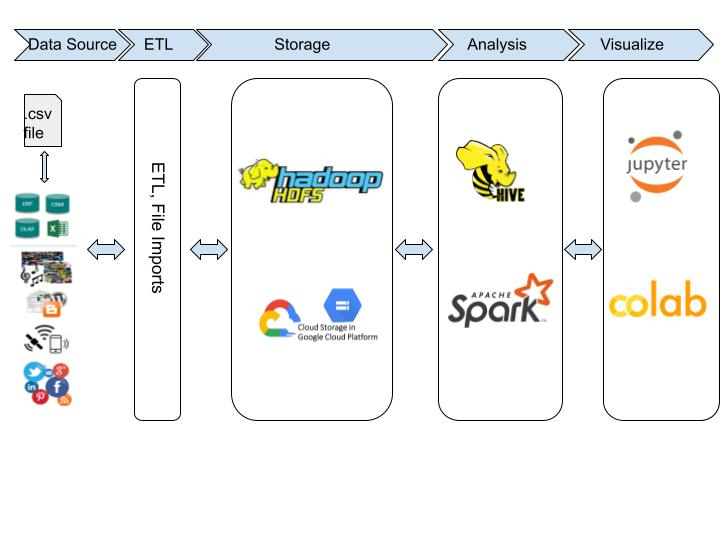 Data Source
ETL
Storage
Analysis
Visualize
.csv
file
ERP
CRM
OLAP
ETL, File Imports
hadoop
HDFS
Cloud Storage in
Google Cloud Platform
HIVE
APACHE
Spark
jupyter
colab